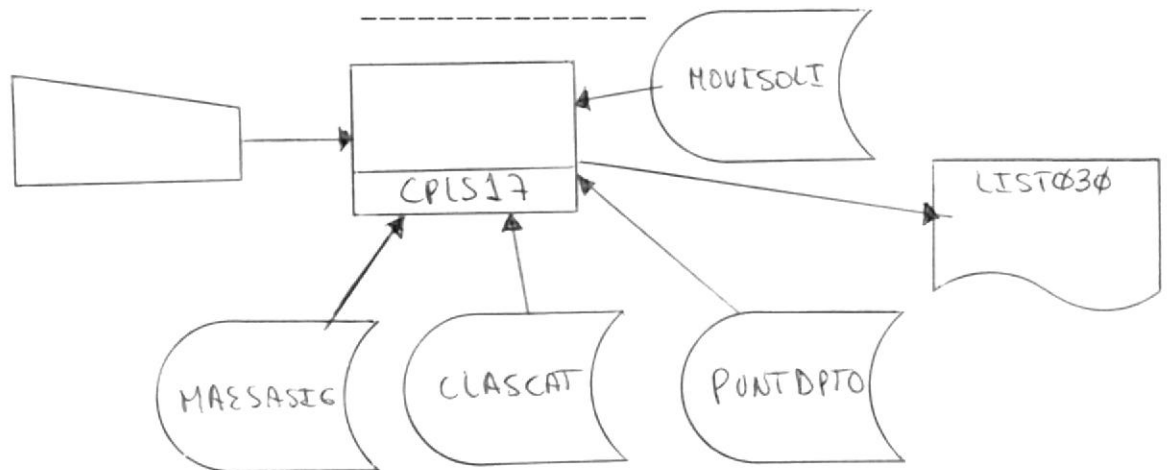 MOVISOLI
CPLS17
LISTØ3Ø
MAESASIG
CLASCAT
PUNTDPTO